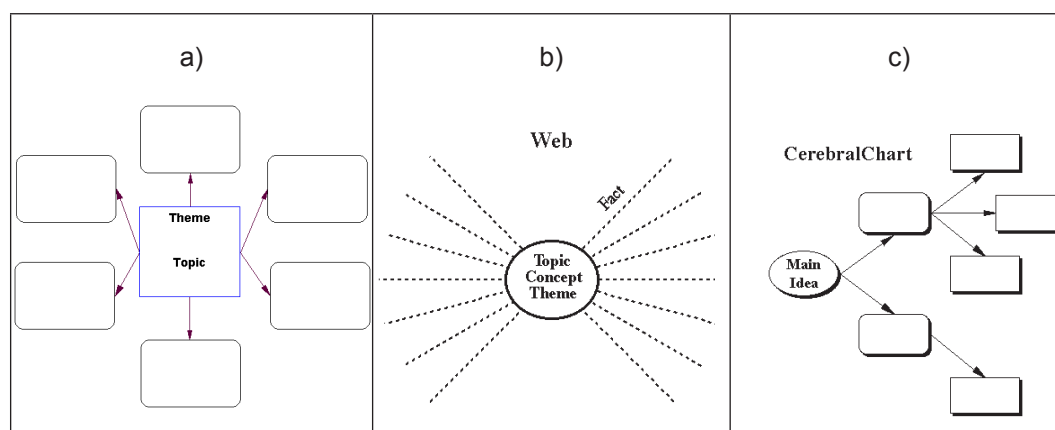 a)
Theme
Topic
b)
Web
Fact
Topic
Concept
Theme
c)
CerebralChart
Main
Idea